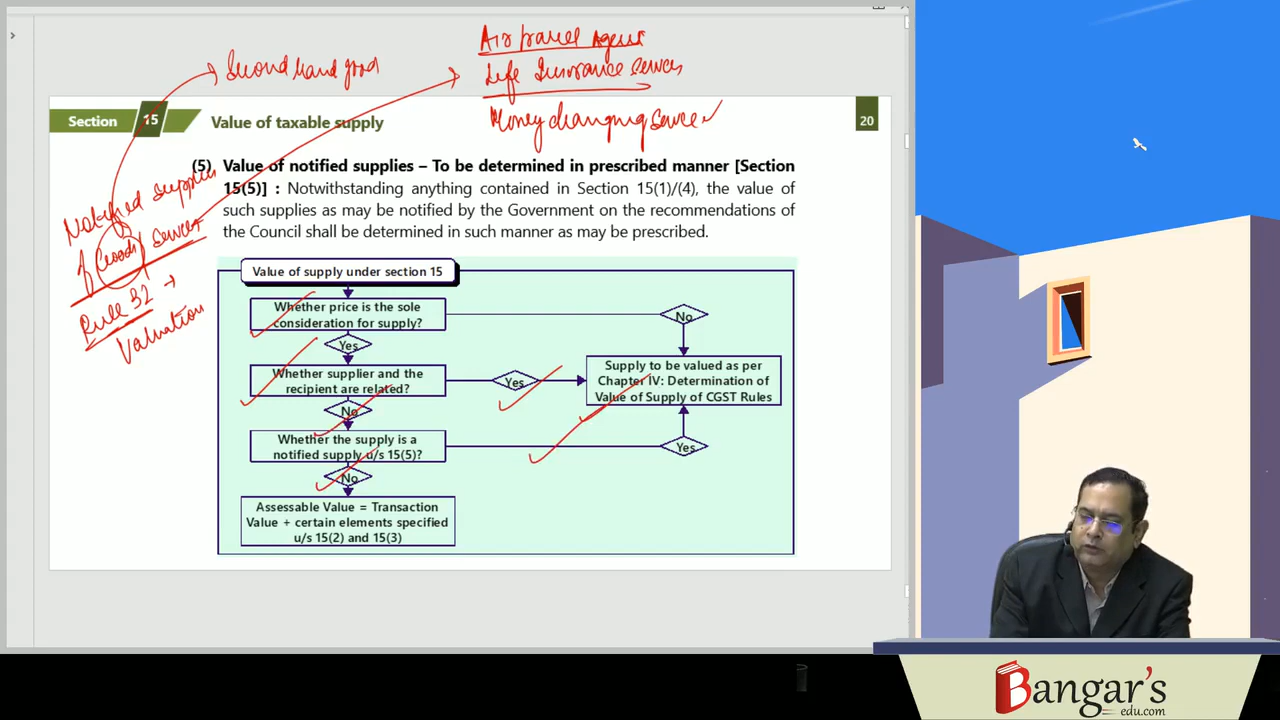 Air travel Agent
Second hand good
Life Insurance services
Money changing service
Section 15 Value of taxable supply 20
(5) Value of notified supplies – To be determined in prescribed manner [Section
15(5)] : Notwithstanding anything contained in Section 15(1)/(4), the value of
such supplies as may be notified by the Government on the recommendations of
the Council shall be determined in such manner as may be prescribed.
Notified supplies
of Goods/ services
Rule 32 →
Valuation
Value of supply under section 15
Whether price is the sole
consideration for supply?
No
Yes
Whether supplier and the
recipient are related?
Yes
Supply to be valued as per
Chapter IV: Determination of
Value of Supply of CGST Rules
No
Whether the supply is a
notified supply u/s 15(5)?
Yes
No
Assessable Value = Transaction
Value + certain elements specified
u/s 15(2) and 15(3)
Bangar's
edu.com